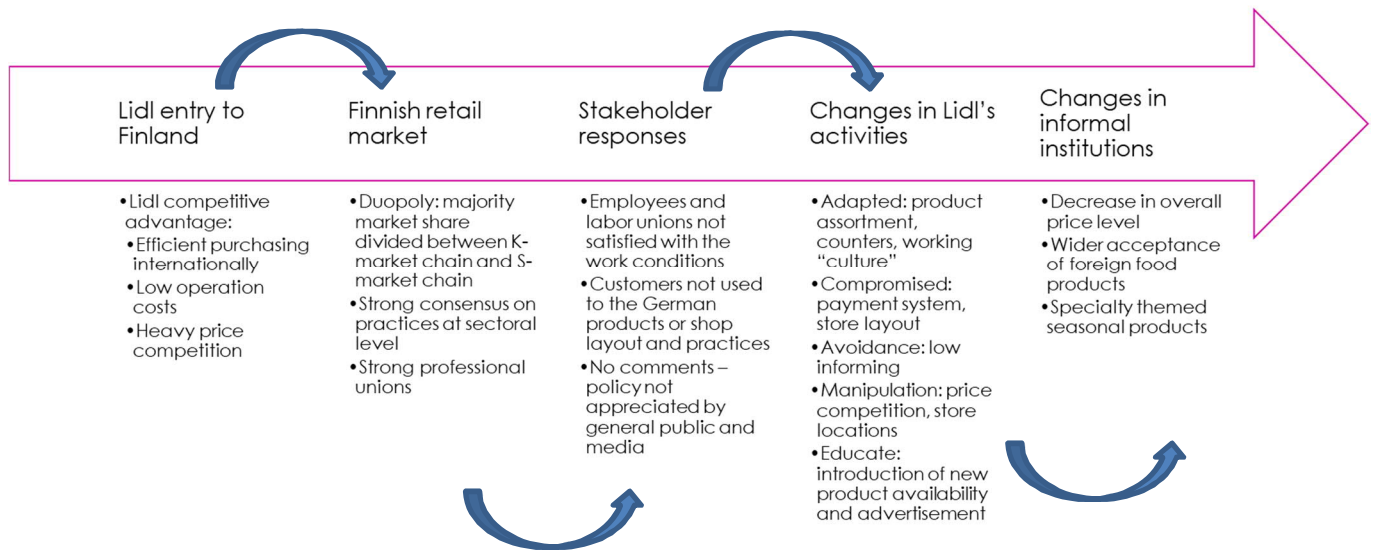 Lidl entry to
Finland
•Lidl competitive
advantage:
•Efficient purchasing
internationally
•Low operation
costs
•Heavy price
competition
Finnish retail
market
•Duopoly: majority
market share
divided between K-
market chain and S-
market chain
•Strong consensus on
practices at sectoral
level
•Strong professional
unions
Stakeholder
responses
•Employees and
labor unions not
satisfied with the
work conditions
•Customers not used
to the German
products or shop
layout and practices
•No comments –
policy not
appreciated by
general public and
media
Changes in Lidl's
activities
•Adapted: product
assortment,
counters, working
"culture"
•Compromised:
payment system,
store layout
•Avoidance: low
informing
•Manipulation: price
competition, store
locations
•Educate:
introduction of new
product availability
and advertisement
Changes in
informal
institutions
•Decrease in overall
price level
•Wider acceptance
of foreign food
products
•Specialty themed
seasonal products